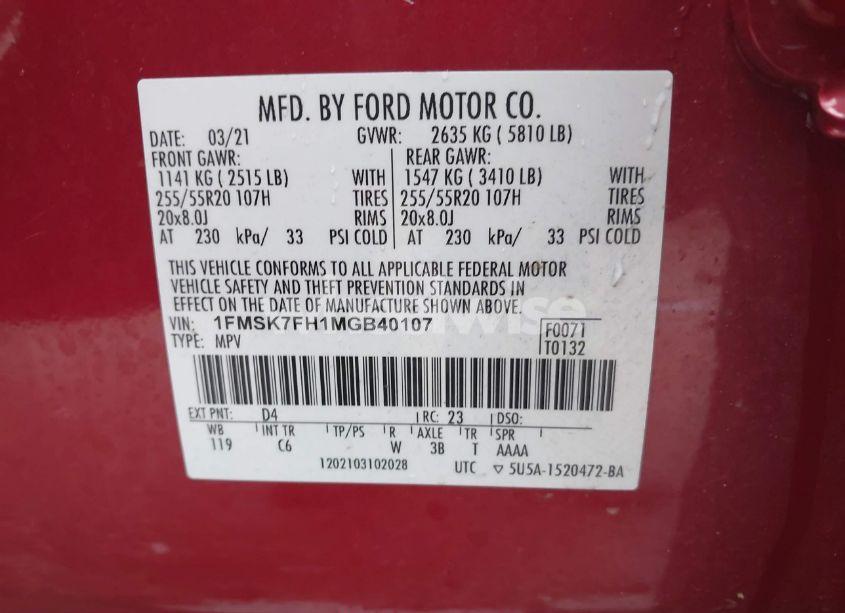 MFD. BY FORD MOTOR CO.
DATE: 03/21 GVWR: 2635 KG ( 5810 LB)
FRONT GAWR: REAR GAWR:
1141 KG ( 2515 LB) WITH 1547 KG ( 3410 LB) WITH
255/55R20 107H TIRES 255/55R20 107H TIRES
20x8.0J RIMS 20x8.0J RIMS
AT 230 kPa/ 33 PSI COLD AT 230 kPa/ 33 PSI COLD
THIS VEHICLE CONFORMS TO ALL APPLICABLE FEDERAL MOTOR
VEHICLE SAFETY AND THEFT PREVENTION STANDARDS IN
EFFECT ON THE DATE OF MANUFACTURE SHOWN ABOVE.
VIN: 1FMSK7FH1MGB40107 F0071
TYPE: MPV T0132
EXT PNT: D4 RC: 23 DSO:
WB INT TR TP/PS R AXLE TR SPR
119 C6 W 3B T AAAA
1202103102028 UTC ▽ 5U5A-1520472-BA